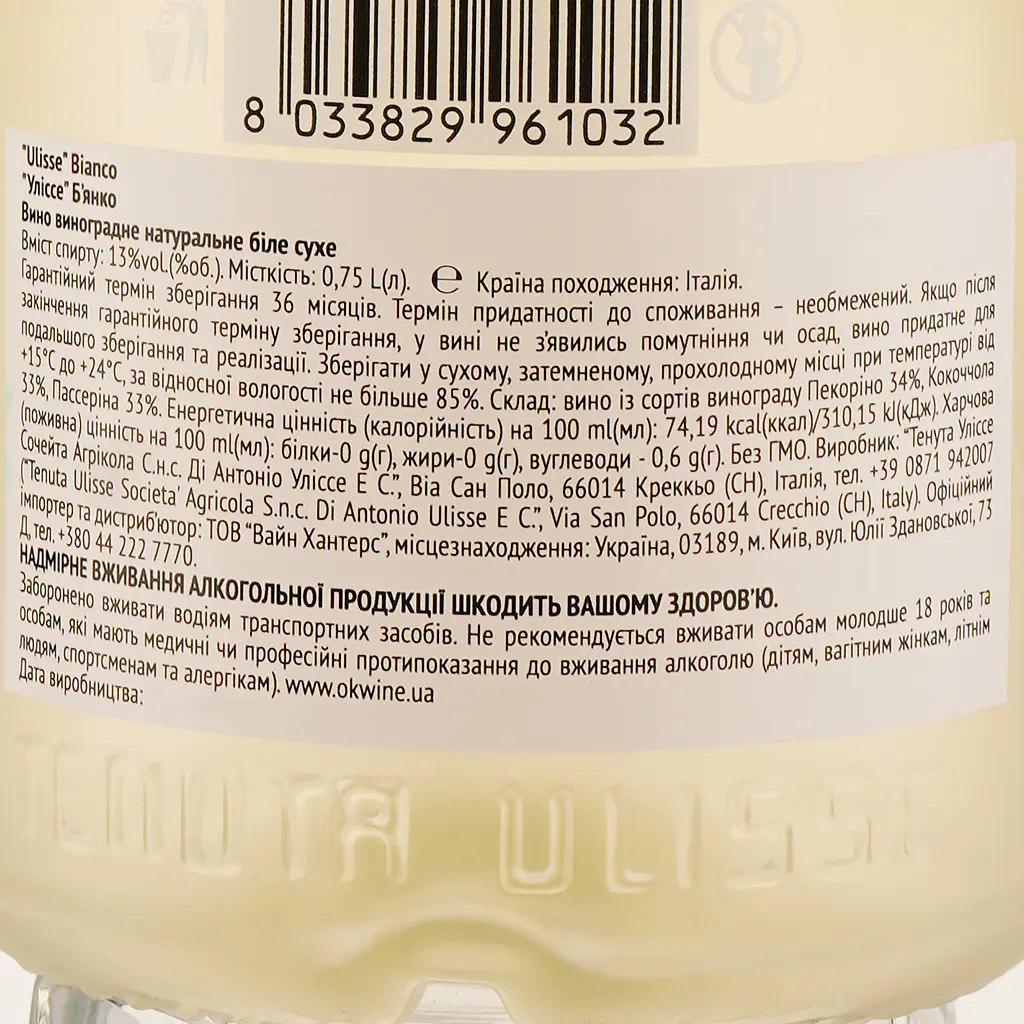 8 033829 961032
"Ulisse" Bianco
"Уліссе" Б'янко
Вино виноградне натуральне біле сухе
Вміст спирту: 13%vol.(%об.). Місткість: 0,75 L(л). ℮ Країна походження: Італія.
Гарантійний термін зберігання 36 місяців. Термін придатності до споживання – необмежений. Якщо після
закінчення гарантійного терміну зберігання, у вині не з'явились помутніння чи осад, вино придатне для
подальшого зберігання та реалізації. Зберігати у сухому, затемненому, прохолодному місці при температурі від
+15°С до +24°С, за відносної вологості не більше 85%. Склад: вино із сортів винограду Пекоріно 34%, Кокоччола
33%, Пассеріна 33%. Енергетична цінність (калорійність) на 100 ml(мл): 74,19 kcal(ккал)/310,15 kJ(кДж). Харчова
(поживна) цінність на 100 ml(мл): білки-0 g(г), жири-0 g(г), вуглеводи - 0,6 g(г). Без ГМО. Виробник: "Тенута Уліссе
Сочейта Агрікола С.н.с. Ді Антоніо Уліссе Е С.", Віа Сан Поло, 66014 Креккьо (CH), Італія, тел. +39 0871 942007
("Tenuta Ulisse Societa' Agricola S.n.c. Di Antonio Ulisse E C.", Via San Polo, 66014 Crecchio (CH), Italy). Офіційний
імпортер та дистриб'ютор: ТОВ "Вайн Хантерс", місцезнаходження: Україна, 03189, м. Київ, вул. Юлії Здановської, 73
Д, тел. +380 44 222 7770.
НАДМІРНЕ ВЖИВАННЯ АЛКОГОЛЬНОЇ ПРОДУКЦІЇ ШКОДИТЬ ВАШОМУ ЗДОРОВ'Ю.
Заборонено вживати водіям транспортних засобів. Не рекомендується вживати особам молодше 18 років та
особам, які мають медичні чи професійні протипоказання до вживання алкоголю (дітям, вагітним жінкам, літнім
людям, спортсменам та алергікам). www.okwine.ua
Дата виробництва:
TENUTA ULISSE